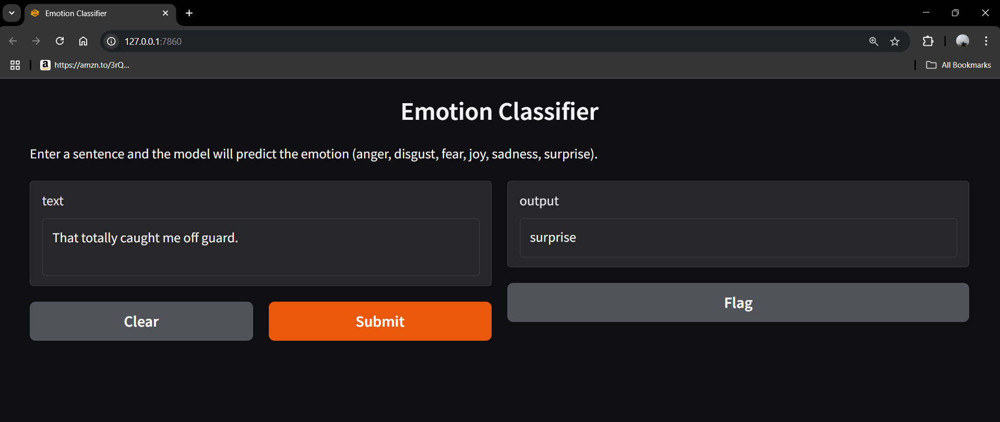 Emotion Classifier
127.0.0.1:7860
https://amzn.to/3rQ...
All Bookmarks
Emotion Classifier
Enter a sentence and the model will predict the emotion (anger, disgust, fear, joy, sadness, surprise).
text
That totally caught me off guard.
Clear
Submit
output
surprise
Flag